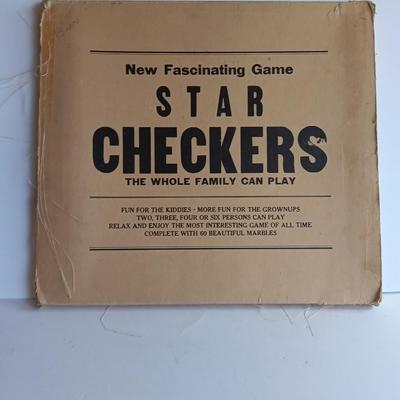 New Fascinating Game
STAR
CHECKERS
THE WHOLE FAMILY CAN PLAY
FUN FOR THE KIDDIES - MORE FUN FOR THE GROWNUPS
TWO, THREE, FOUR OR SIX PERSONS CAN PLAY
RELAX AND ENJOY THE MOST INTERESTING GAME OF ALL TIME
COMPLETE WITH 60 BEAUTIFUL MARBLES